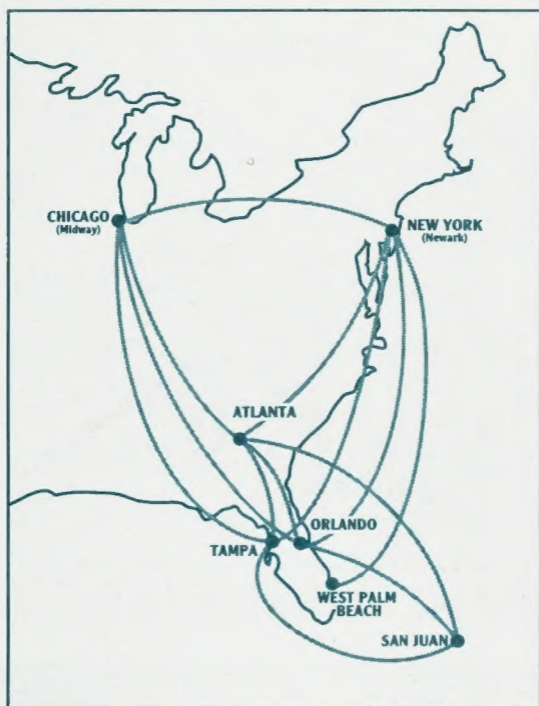 CHICAGO
(Midway)
NEW YORK
(Newark)
ATLANTA
ORLANDO
TAMPA
WEST PALM
BEACH
SAN JUAN